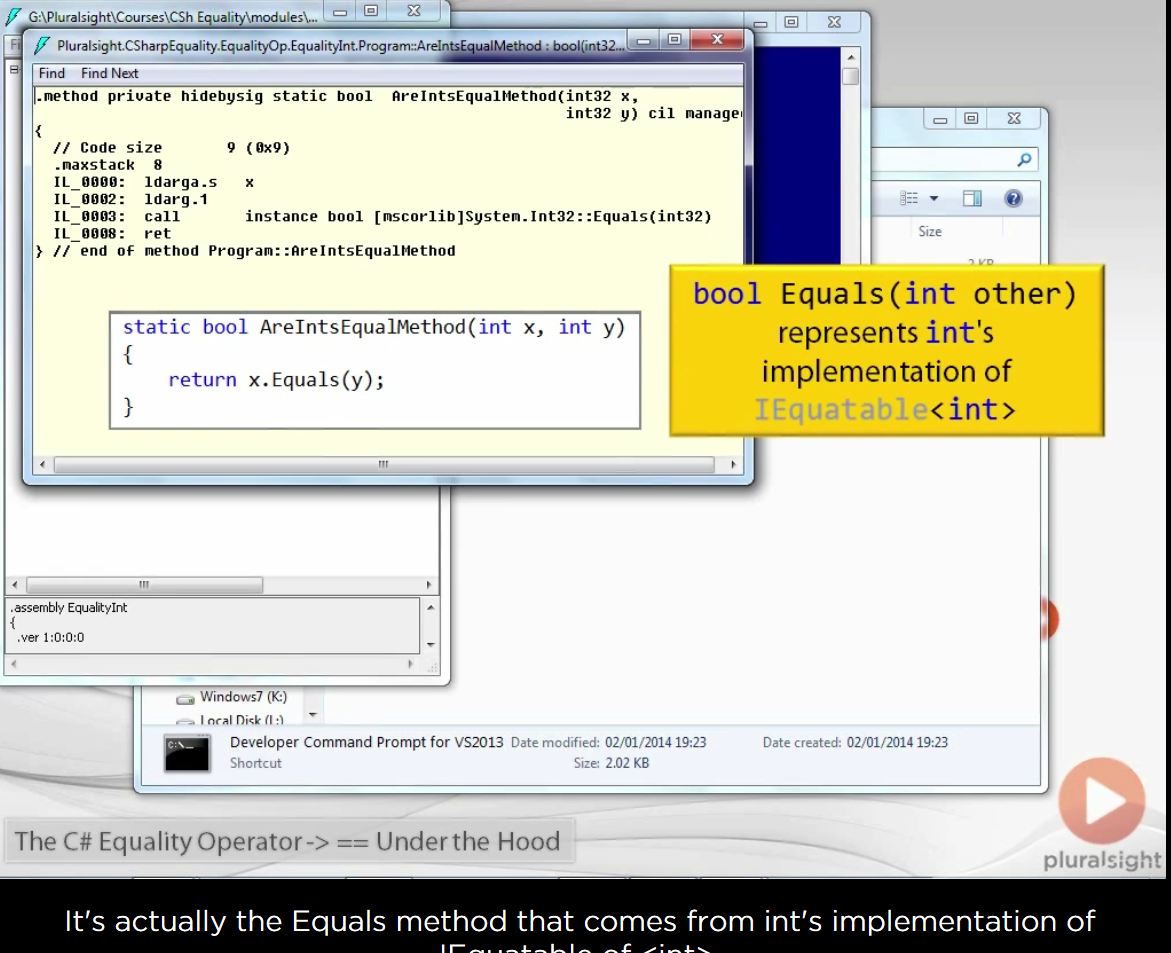 G:\Pluralsight\Courses\CSh Equality\modules\...
Pluralsight.CSharpEquality.EqualityOp.EqualityInt.Program::AreIntsEqualMethod : bool(int32...
Find Find Next
.method private hidebysig static bool AreIntsEqualMethod(int32 x,
int32 y) cil manage
{
// Code size 9 (0x9)
.maxstack 8
IL_0000: ldarga.s x
IL_0002: ldarg.1
IL_0003: call instance bool [mscorlib]System.Int32::Equals(int32)
IL_0008: ret
} // end of method Program::AreIntsEqualMethod
Size
2 KB
bool Equals(int other)
represents int's
implementation of
IEquatable<int>
static bool AreIntsEqualMethod(int x, int y)
{
return x.Equals(y);
}
.assembly EqualityInt
{
.ver 1:0:0:0
Windows7 (K:)
Local Disk (L:)
C:\_
Developer Command Prompt for VS2013 Date modified: 02/01/2014 19:23 Date created: 02/01/2014 19:23
Shortcut Size: 2.02 KB
The C# Equality Operator-> == Under the Hood
pluralsight
It's actually the Equals method that comes from int's implementation of
IEquatable of <int>